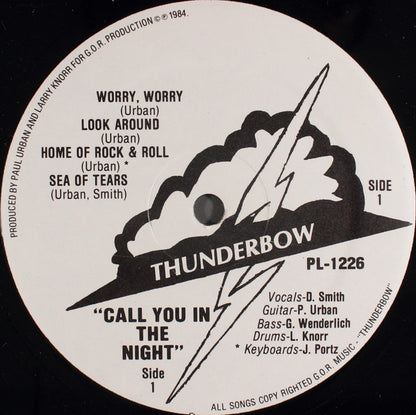 PRODUCED BY PAUL URBAN AND LARRY KNORR FOR G.O.R. PRODUCTION © ℗ 1984.
WORRY, WORRY
(Urban)
LOOK AROUND
(Urban)
HOME OF ROCK & ROLL
(Urban) *
SEA OF TEARS
(Urban, Smith)
SIDE
1
THUNDERBOW
PL-1226
"CALL YOU IN
THE
NIGHT"
Side
1
Vocals-D. Smith
Guitar-P. Urban
Bass-G. Wenderlich
Drums-L. Knorr
* Keyboards-J. Portz
ALL SONGS COPY RIGHTED G.O.R. MUSIC - "THUNDERBOW"